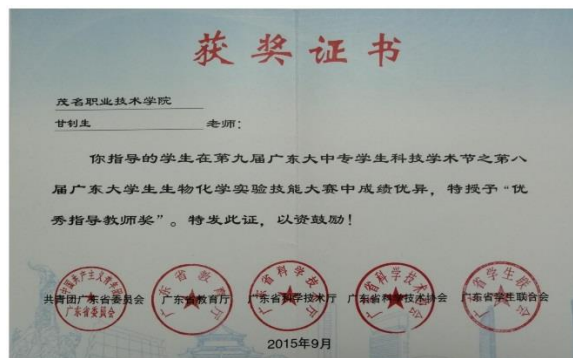 获奖证书
茂名职业技术学院
甘钊生 老师：
你指导的学生在第九届广东大中专学生科技学术节之第八
届广东大学生生物化学实验技能大赛中成绩优异，特授予“优
秀指导教师奖”。特发此证，以资鼓励！
共青团广东省委员会 广东省教育厅 广东省科学技术厅 广东省科学技术协会 广东省学生联合会
2015年9月